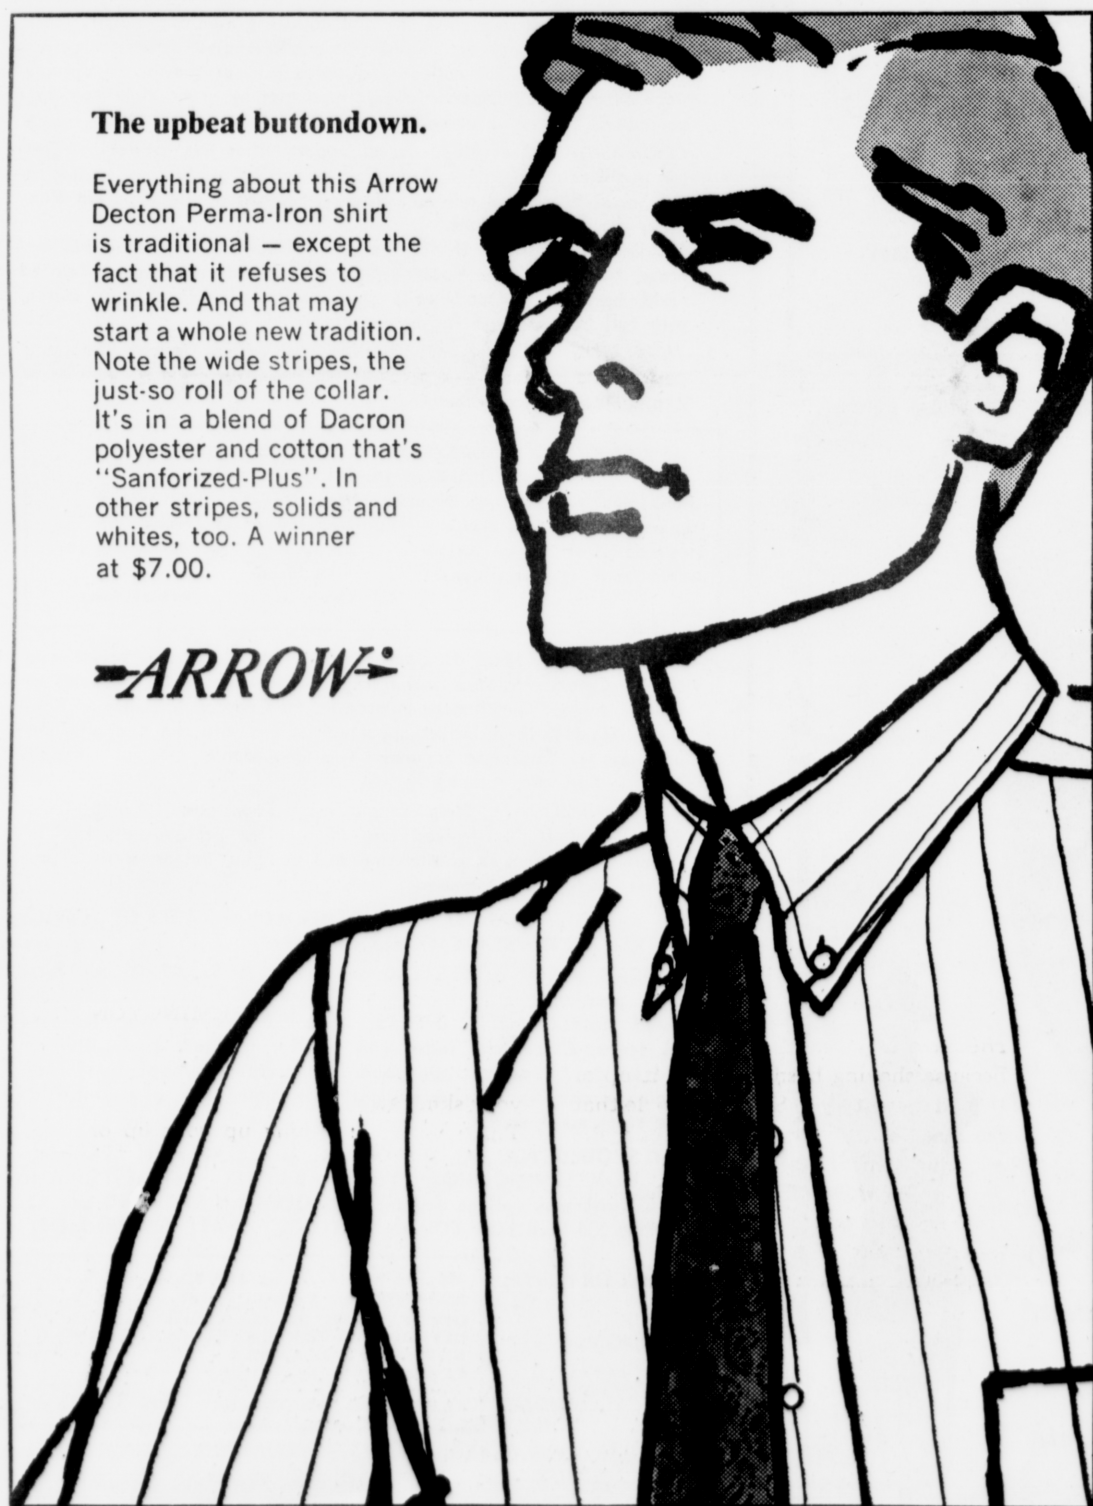 The upbeat buttondown.
Everything about this Arrow
Decton Perma-Iron shirt
is traditional — except the
fact that it refuses to
wrinkle. And that may
start a whole new tradition.
Note the wide stripes, the
just-so roll of the collar.
It's in a blend of Dacron
polyester and cotton that's
"Sanforized-Plus". In
other stripes, solids and
whites, too. A winner
at $7.00.
ARROW